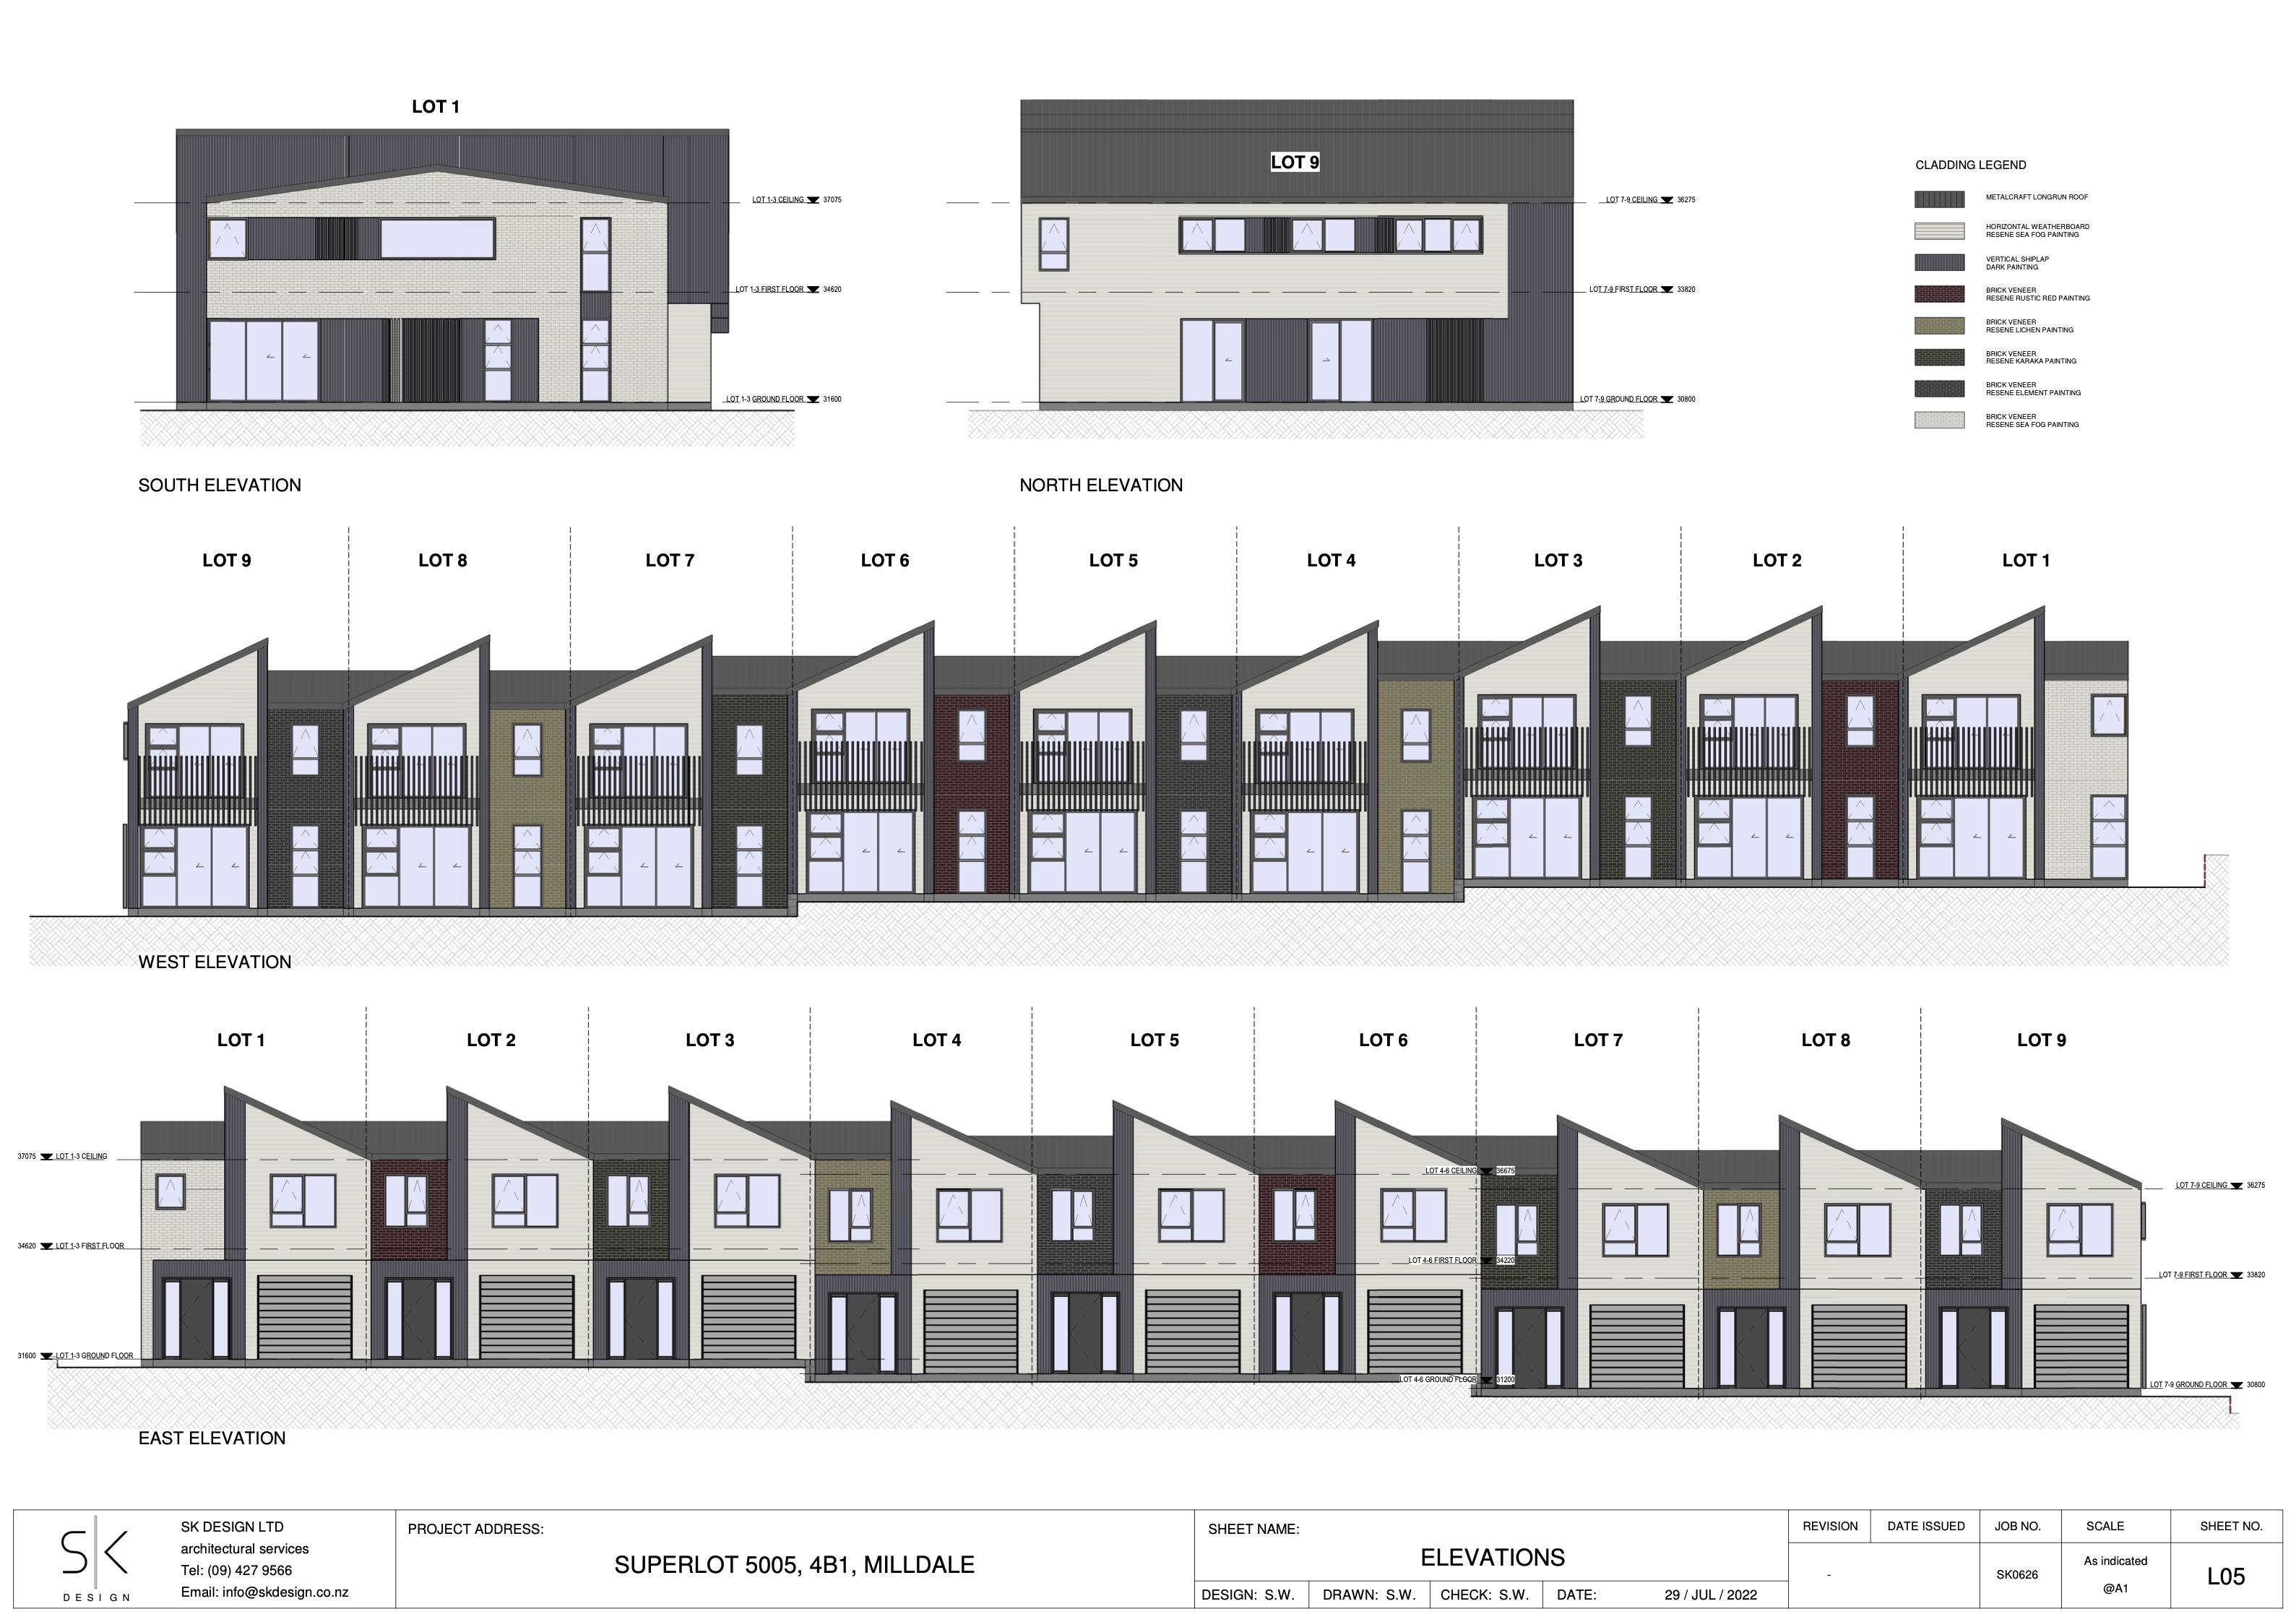 LOT 1
LOT 1-3 CEILING 37075
LOT 1-3 FIRST FLOOR 34620
LOT 1-3 GROUND FLOOR 31600
SOUTH ELEVATION
LOT 9
LOT 7-9 CEILING 36275
LOT 7-9 FIRST FLOOR 33820
LOT 7-9 GROUND FLOOR 30800
NORTH ELEVATION
CLADDING LEGEND
METALCRAFT LONGRUN ROOF
HORIZONTAL WEATHERBOARD
RESENE SEA FOG PAINTING
VERTICAL SHIPLAP
DARK PAINTING
BRICK VENEER
RESENE RUSTIC RED PAINTING
BRICK VENEER
RESENE LICHEN PAINTING
BRICK VENEER
RESENE KARAKA PAINTING
BRICK VENEER
RESENE ELEMENT PAINTING
BRICK VENEER
RESENE SEA FOG PAINTING
LOT 9 LOT 8 LOT 7 LOT 6 LOT 5 LOT 4 LOT 3 LOT 2 LOT 1
WEST ELEVATION
LOT 1 LOT 2 LOT 3 LOT 4 LOT 5 LOT 6 LOT 7 LOT 8 LOT 9
37075 LOT 1-3 CEILING
LOT 4-6 CEILING 36675
LOT 7-9 CEILING 36275
34620 LOT 1-3 FIRST FLOOR
LOT 4-6 FIRST FLOOR 34220
LOT 7-9 FIRST FLOOR 33820
31600 LOT 1-3 GROUND FLOOR
LOT 4-6 GROUND FLOOR 31200
LOT 7-9 GROUND FLOOR 30800
EAST ELEVATION
SK
DESIGN
SK DESIGN LTD
architectural services
Tel: (09) 427 9566
Email: info@skdesign.co.nz
PROJECT ADDRESS:
SUPERLOT 5005, 4B1, MILLDALE
SHEET NAME:
ELEVATIONS
DESIGN: S.W. DRAWN: S.W. CHECK: S.W. DATE: 29 / JUL / 2022
REVISION DATE ISSUED JOB NO. SCALE SHEET NO.
- SK0626 As indicated
@A1
L05